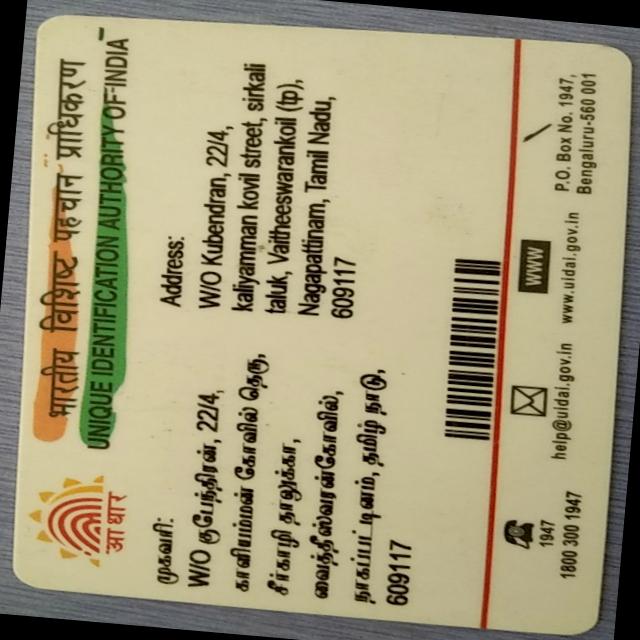 भारतीय विशिष्ट पहचान प्राधिकरण
UNIQUE IDENTIFICATION AUTHORITY OF INDIA
आधार
முகவரி:
W/O குபேந்திரன், 22/4,
காளியம்மன் கோவில் தெரு,
சீர்காழி தாலுக்கா,
வைத்தீஸ்வரன்கோவில்,
நாகப்பட்டினம், தமிழ் நாடு,
609117
Address:
W/O Kubendran, 22/4,
kaliyamman kovil street, sirkali
taluk, Vaitheeswarankoil (tp),
Nagapattinam, Tamil Nadu,
609117
1947
1800 300 1947
help@uidai.gov.in
WWW
www.uidai.gov.in
P.O. Box No. 1947,
Bengaluru-560 001